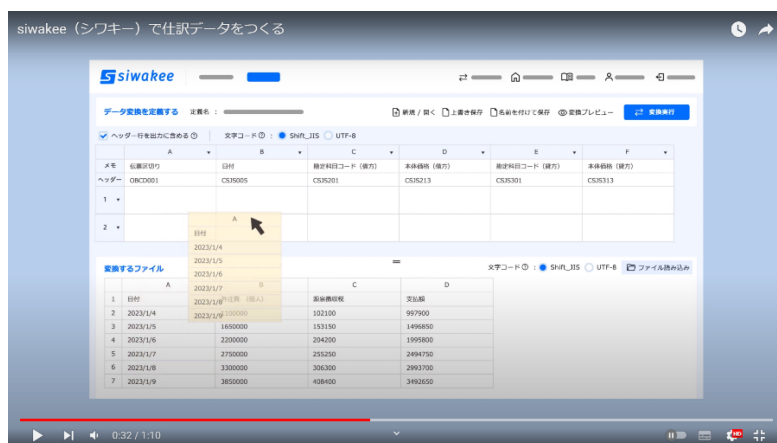 siwakee（シワキー）で仕訳データをつくる
siwakee
データ変換を定義する 定義名 : 新規 / 開く 上書き保存 名前を付けて保存 変換プレビュー 変換実行
ヘッダー行を出力に含める 文字コード : Shift_JIS UTF-8
A B C D E F
メモ 伝票区切り 日付 勘定科目コード（借方） 本体価格（借方） 勘定科目コード（貸方） 本体価格（貸方）
ヘッダー OBCD001 CSJS005 CSJS201 CSJS213 CSJS301 CSJS313
1
2
A
日付
2023/1/4
2023/1/5
2023/1/6
2023/1/7
2023/1/8
2023/1/9
変換するファイル 文字コード : Shift_JIS UTF-8 ファイル読み込み
A B C D
1 日付 外注費（個人） 源泉徴収税 支払額
2 2023/1/4 1100000 102100 997900
3 2023/1/5 1650000 153150 1496850
4 2023/1/6 2200000 204200 1995800
5 2023/1/7 2750000 255250 2494750
6 2023/1/8 3300000 306300 2993700
7 2023/1/9 3850000 408400 3492650
0:32 / 1:10 HD